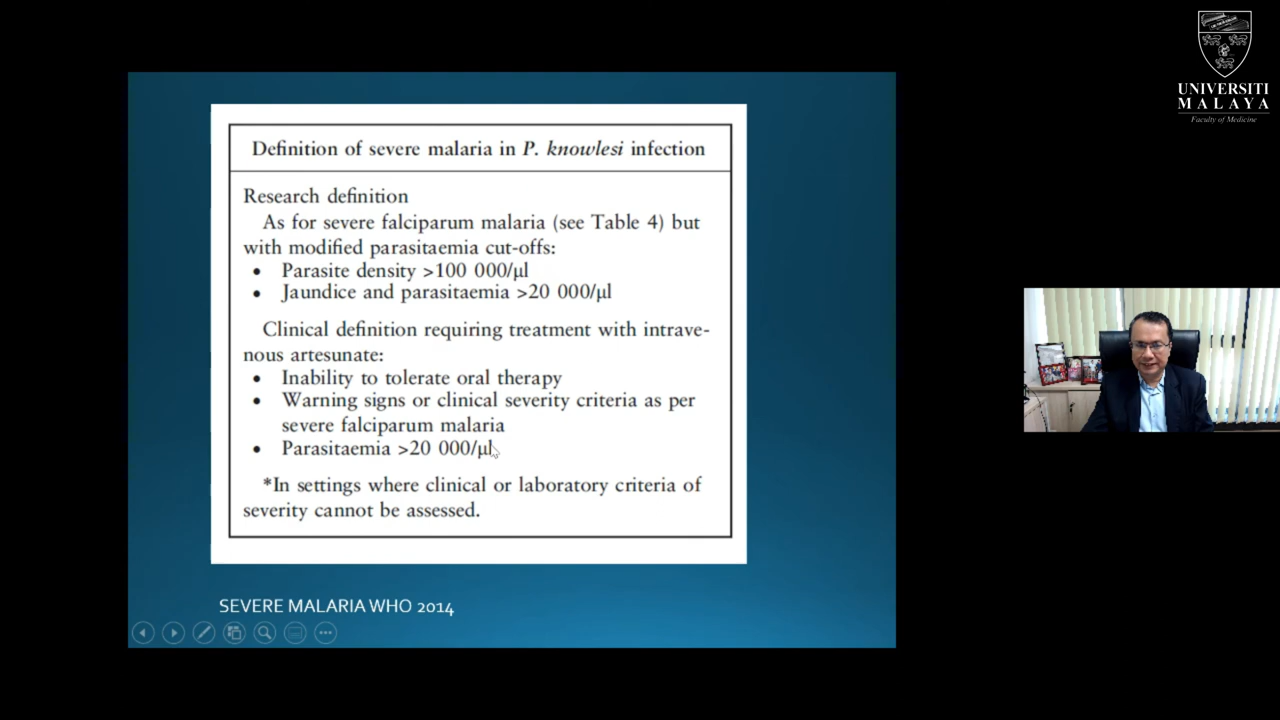 UNIVERSITI
MALAYA
Faculty of Medicine
Definition of severe malaria in P. knowlesi infection
Research definition
As for severe falciparum malaria (see Table 4) but
with modified parasitaemia cut-offs:
• Parasite density >100 000/µl
• Jaundice and parasitaemia >20 000/µl
Clinical definition requiring treatment with intrave-
nous artesunate:
• Inability to tolerate oral therapy
• Warning signs or clinical severity criteria as per
severe falciparum malaria
• Parasitaemia >20 000/µl
*In settings where clinical or laboratory criteria of
severity cannot be assessed.
SEVERE MALARIA WHO 2014